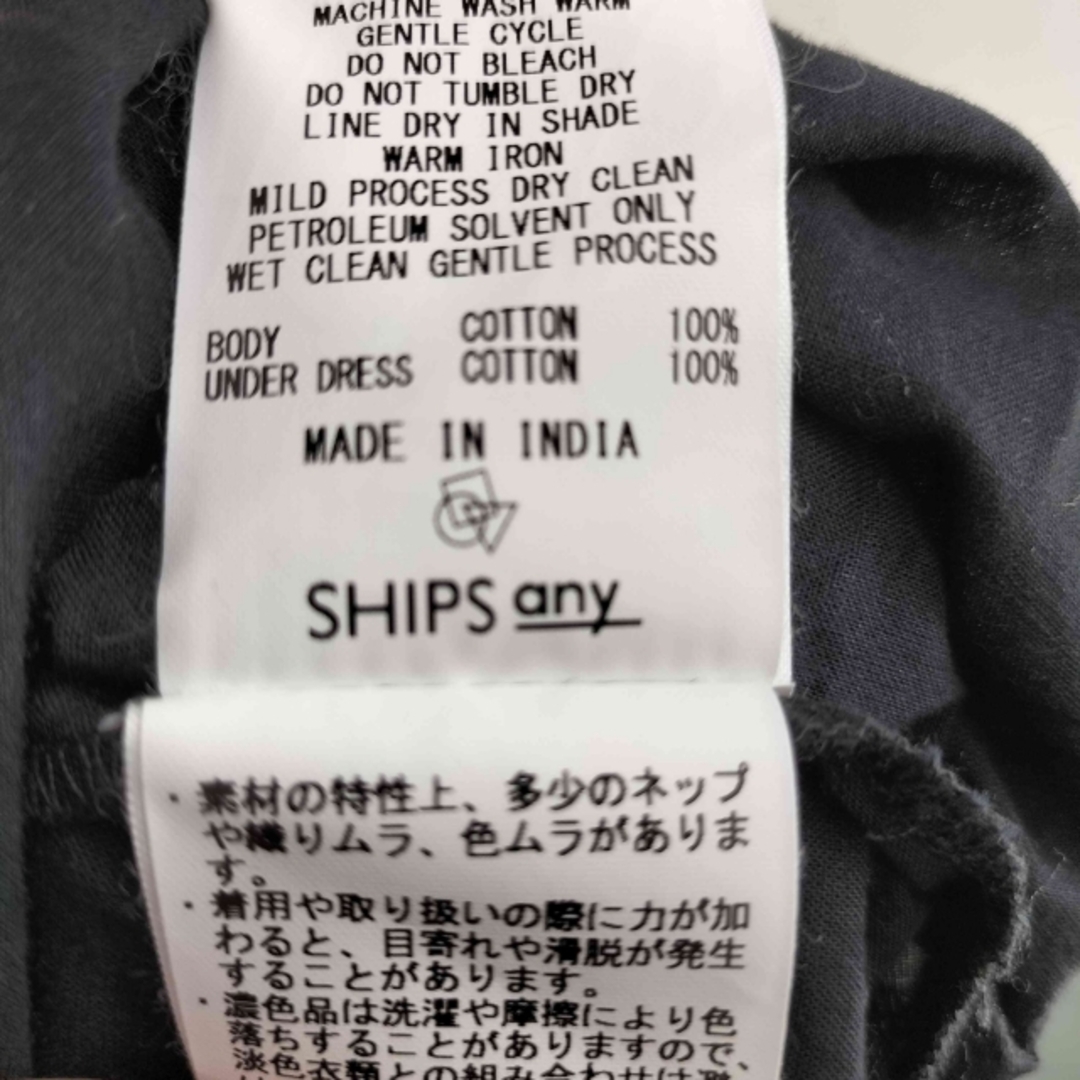 MACHINE WASH WARM
GENTLE CYCLE
DO NOT BLEACH
DO NOT TUMBLE DRY
LINE DRY IN SHADE
WARM IRON
MILD PROCESS DRY CLEAN
PETROLEUM SOLVENT ONLY
WET CLEAN GENTLE PROCESS
BODY COTTON 100%
UNDER DRESS COTTON 100%
MADE IN INDIA
SHIPS any
・素材の特性上、多少のネップ
や織りムラ、色ムラがありま
す。
・着用や取り扱いの際に力が加
わると、目寄れや滑脱が発生
することがあります。
・濃色品は洗濯や摩擦により色
落ちすることがありますので、
淡色衣類との組み合わせは